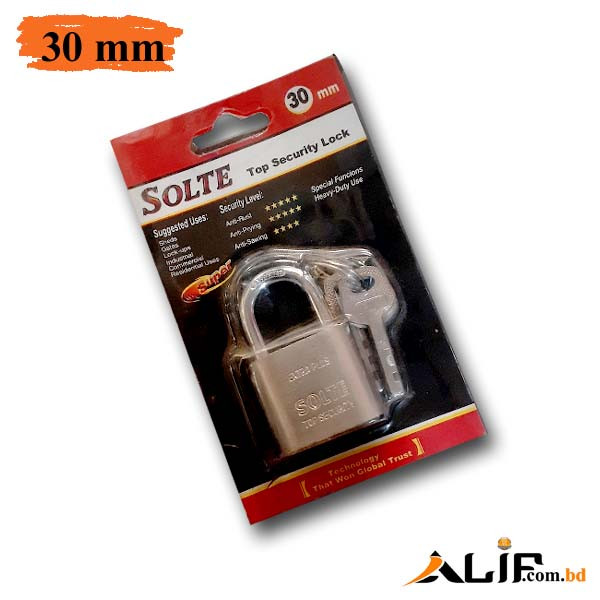 30 mm
30 mm
SOLTE Top Security Lock
Suggested Uses:
Sheds
Gates
Lock-ups
Industrial
Commercial
Residential Uses
Security Level:
Anti-Rust ★★★★★
Anti-Prying ★★★★★
Anti-Sawing ★★★★
Special Funcions
Heavy-Duty Use
Super
SOLTE
TOP SECURITY
Technology
That Won Global Trust
ALIF.com.bd